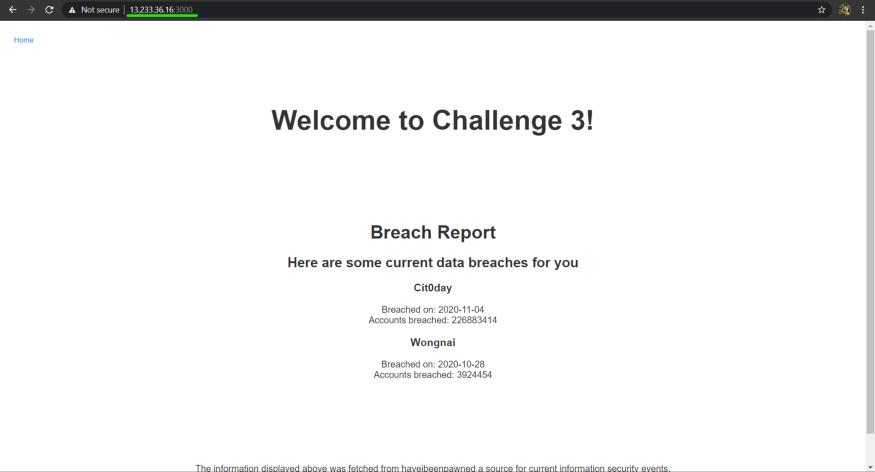 Not secure | 13.233.36.16:3000
Home
Welcome to Challenge 3!
Breach Report
Here are some current data breaches for you
Cit0day
Breached on: 2020-11-04
Accounts breached: 226883414
Wongnai
Breached on: 2020-10-28
Accounts breached: 3924454
The information displayed above was fetched from haveibeenpawned a source for current information security events.